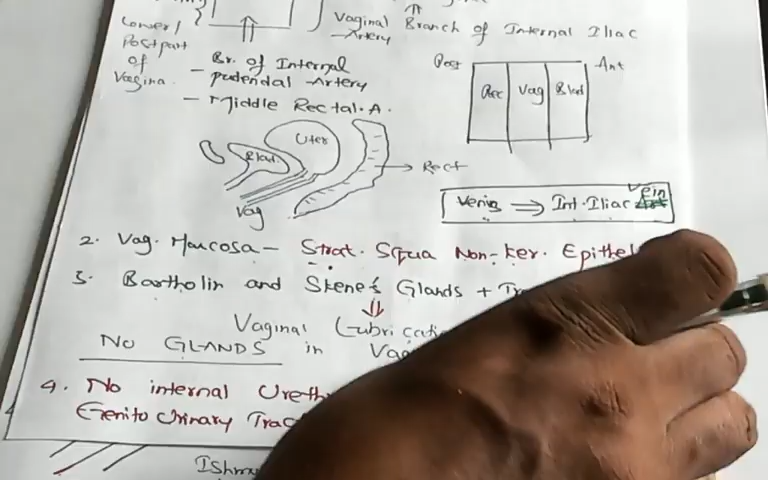 Lower/
Post part
of
Vagina.
Vaginal
Artery
Branch of Internal Iliac
- Br. of Internal
pudendal Artery
- Middle Rectal. A.
Post
Ant
Rec Vag Blad
Uter
Blad.
Rect
Vag
Veins ⇒ Int. Iliac Vein
2. Vag. Muucosa - Strat. Squa Non-ker. Epithel
3. Bartholin and Skene's Glands +
Vaginal Lubricati
NO GLANDS in Vag
4. No internal Ureth
Genito Urinary Trac